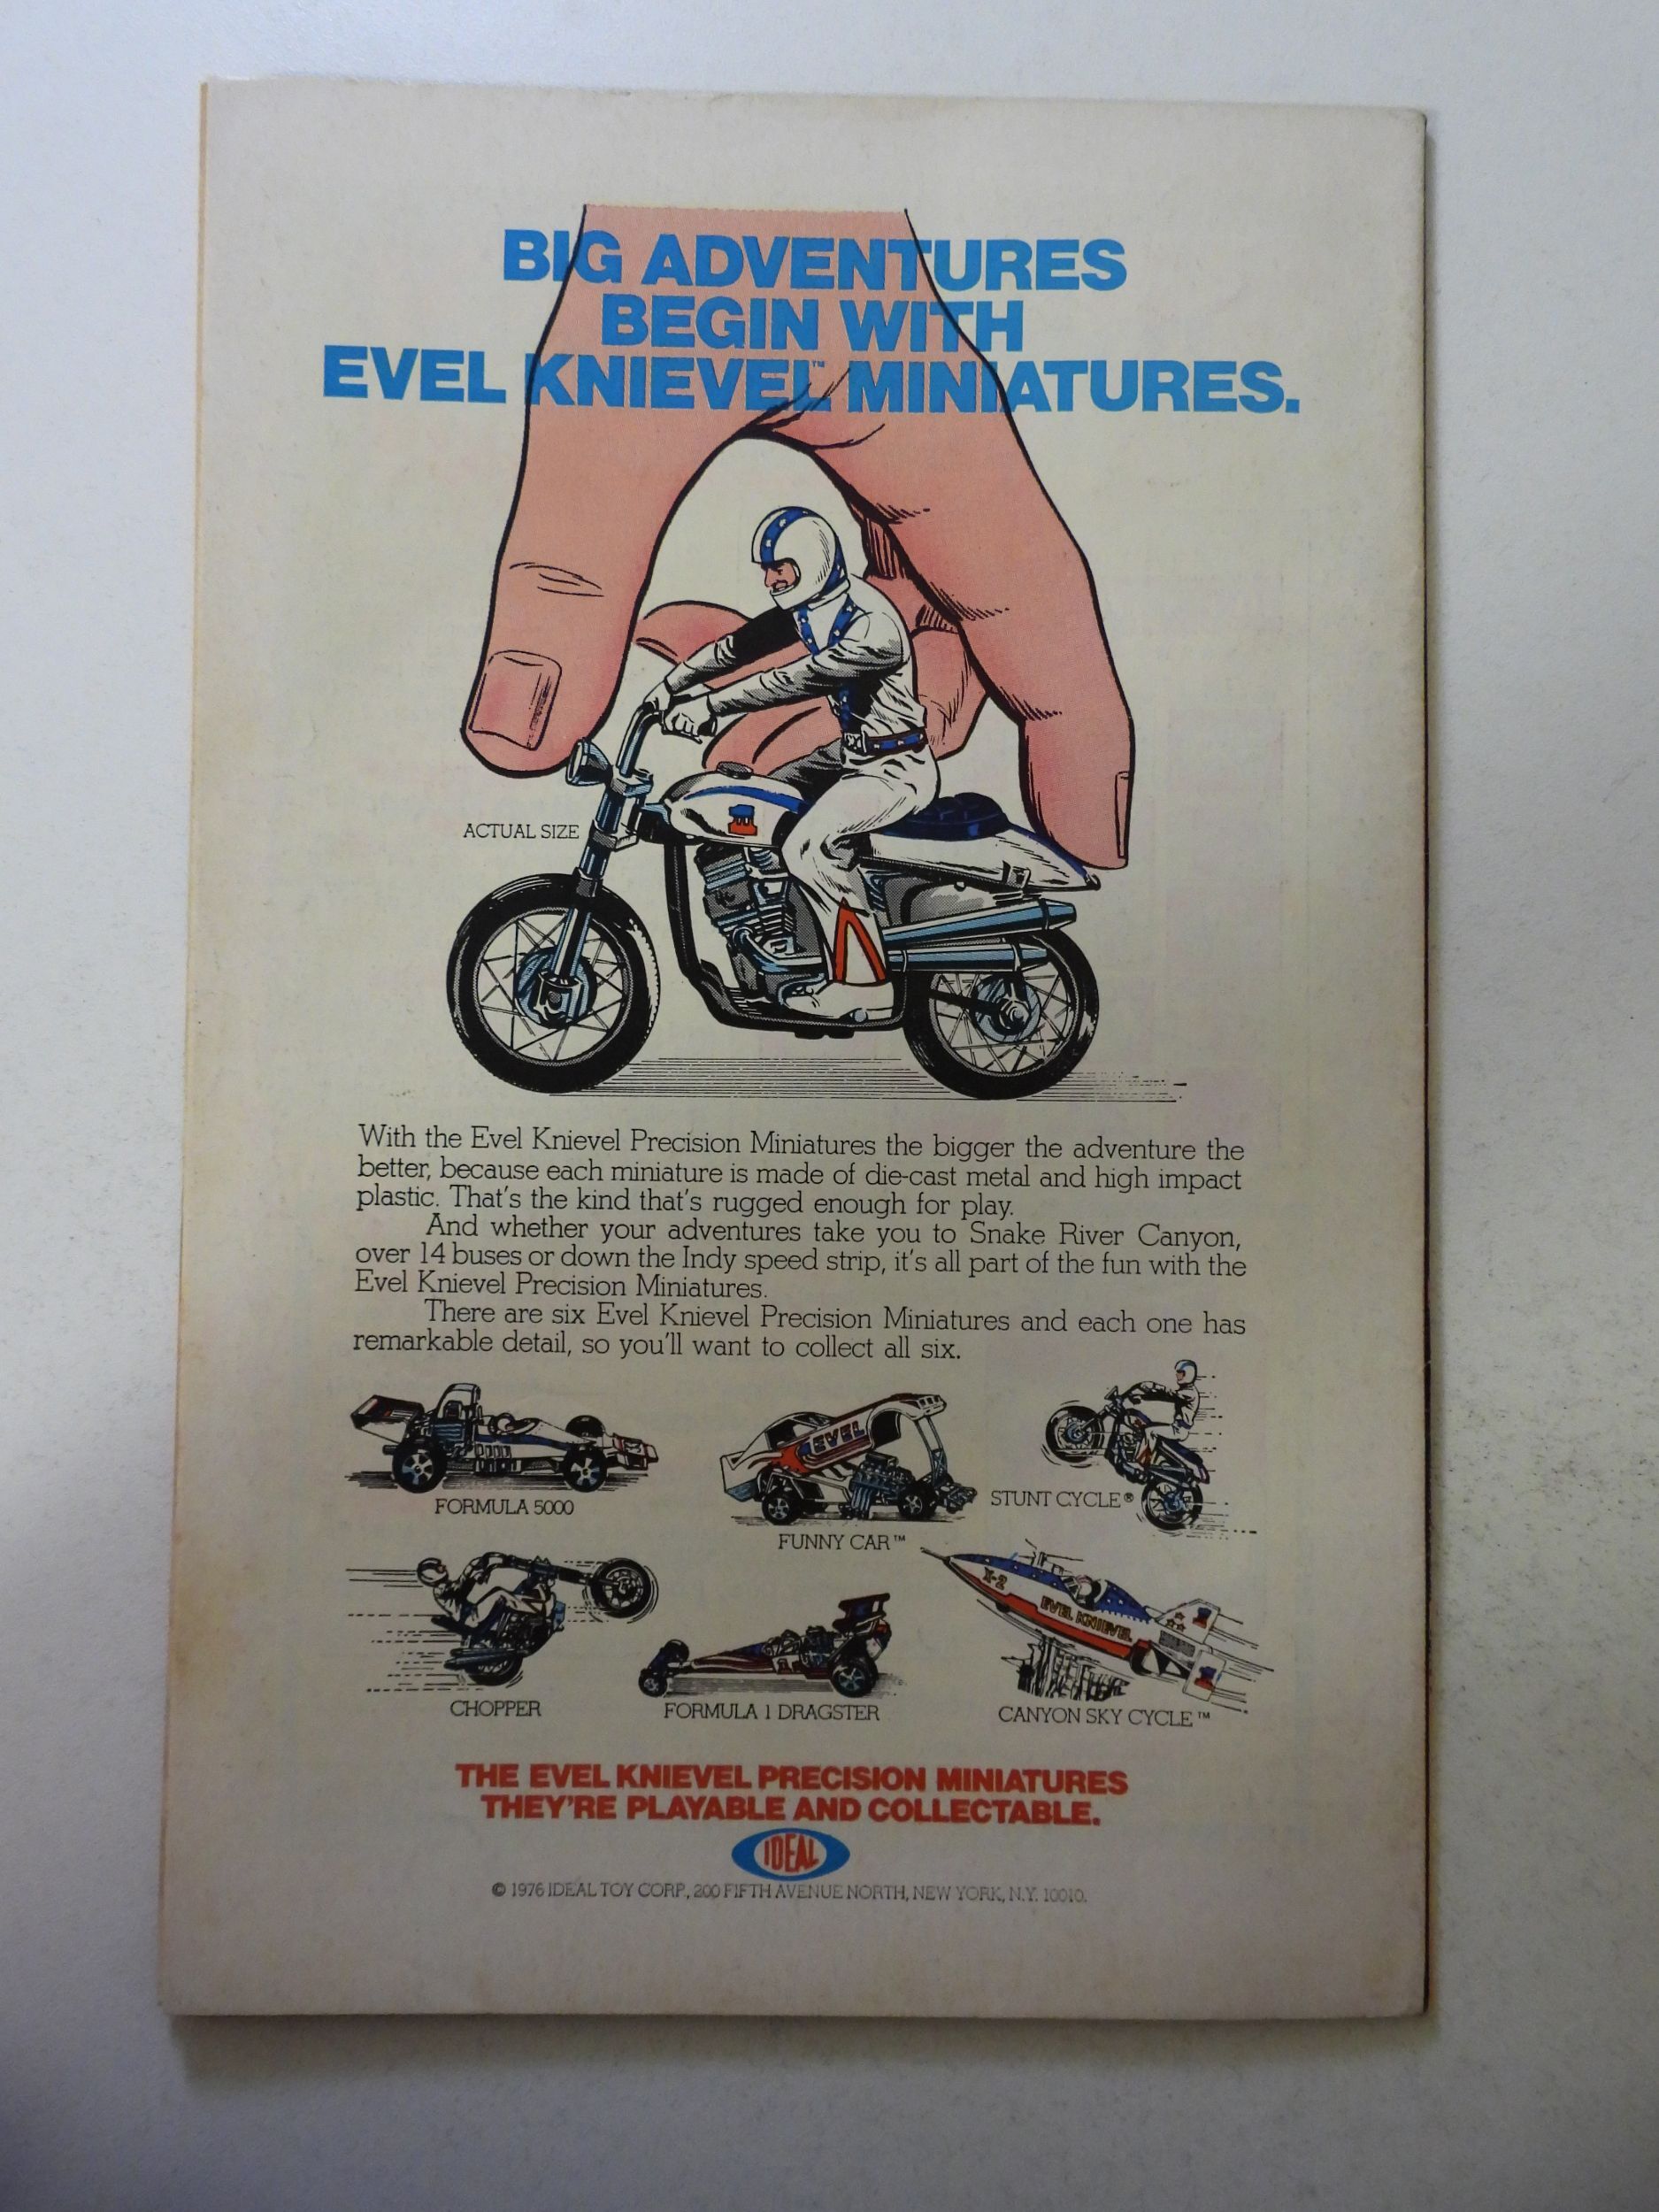 BIG ADVENTURES
BEGIN WITH
EVEL KNIEVEL™ MINIATURES.
ACTUAL SIZE
With the Evel Knievel Precision Miniatures the bigger the adventure the
better, because each miniature is made of die-cast metal and high impact
plastic. That's the kind that's rugged enough for play.
And whether your adventures take you to Snake River Canyon,
over 14 buses or down the Indy speed strip, it's all part of the fun with the
Evel Knievel Precision Miniatures.
There are six Evel Knievel Precision Miniatures and each one has
remarkable detail, so you'll want to collect all six.
EVEL
FORMULA 5000
STUNT CYCLE®
FUNNY CAR™
X-2
EVEL KNIEVEL
1
CHOPPER
FORMULA 1 DRAGSTER
CANYON SKY CYCLE™
THE EVEL KNIEVEL PRECISION MINIATURES
THEY'RE PLAYABLE AND COLLECTABLE.
IDEAL
© 1976 IDEAL TOY CORP., 200 FIFTH AVENUE NORTH, NEW YORK, N.Y. 10010.